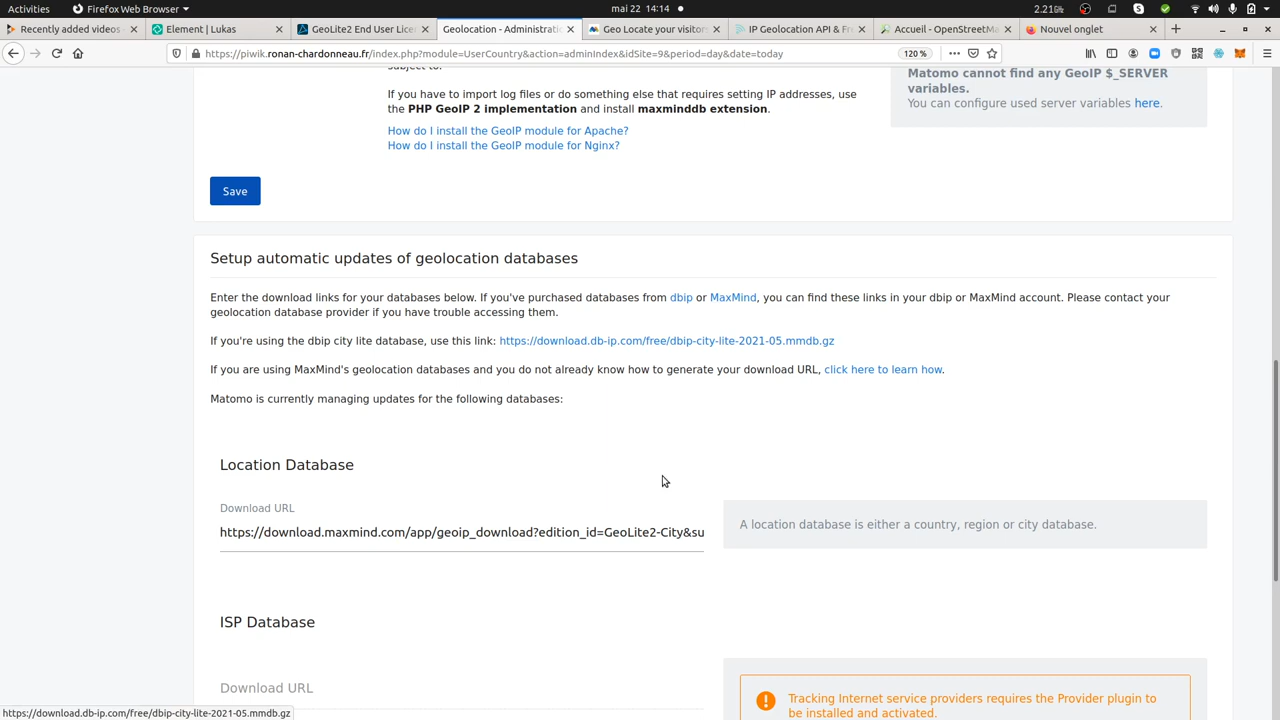 Activities
Firefox Web Browser
mai 22 14:14
2.21 GiB
Recently added videos
Element | Lukas
GeoLite2 End User Lice
Geolocation - Administrati
Geo Locate your visitors
IP Geolocation API & Fr
Accueil - OpenStreetMa
Nouvel onglet
https://piwik.ronan-chardonneau.fr/index.php?module=UserCountry&action=adminIndex&idSite=9&period=day&date=today
120 %
subject to.
If you have to import log files or do something else that requires setting IP addresses, use
the PHP GeoIP 2 implementation and install maxminddb extension.
How do I install the GeoIP module for Apache?
How do I install the GeoIP module for Nginx?
Matomo cannot find any GeoIP $_SERVER
variables.
You can configure used server variables here.
Save
Setup automatic updates of geolocation databases
Enter the download links for your databases below. If you've purchased databases from dbip or MaxMind, you can find these links in your dbip or MaxMind account. Please contact your
geolocation database provider if you have trouble accessing them.
If you're using the dbip city lite database, use this link: https://download.db-ip.com/free/dbip-city-lite-2021-05.mmdb.gz
If you are using MaxMind's geolocation databases and you do not already know how to generate your download URL, click here to learn how.
Matomo is currently managing updates for the following databases:
Location Database
Download URL
https://download.maxmind.com/app/geoip_download?edition_id=GeoLite2-City&su
A location database is either a country, region or city database.
ISP Database
Download URL
Tracking Internet service providers requires the Provider plugin to
be installed and activated.
https://download.db-ip.com/free/dbip-city-lite-2021-05.mmdb.gz